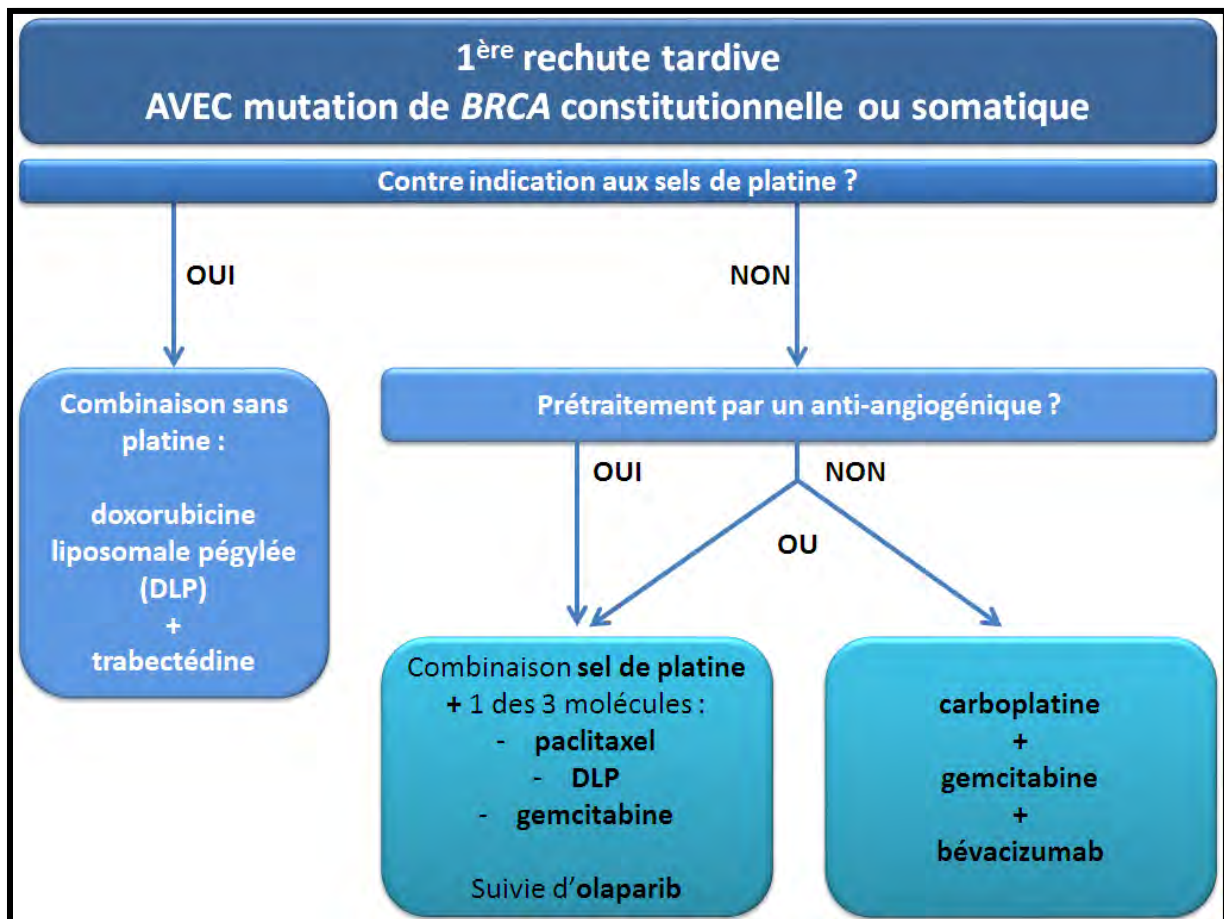 1ère rechute tardive
AVEC mutation de BRCA constitutionnelle ou somatique
Contre indication aux sels de platine ?
OUI
NON
Combinaison sans
platine :
doxorubicine
liposomale pégylée
(DLP)
+
trabectédine
Prétraitement par un anti-angiogénique ?
OUI
NON
OU
Combinaison sel de platine
+ 1 des 3 molécules :
- paclitaxel
- DLP
- gemcitabine
Suivie d'olaparib
carboplatine
+
gemcitabine
+
bévacizumab